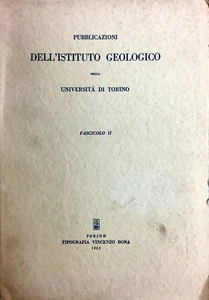 PUBBLICAZIONI
DELL'ISTITUTO GEOLOGICO
DELLA
UNIVERSITÀ DI TORINO
FASCICOLO II
TORINO
TIPOGRAFIA VINCENZO BONA